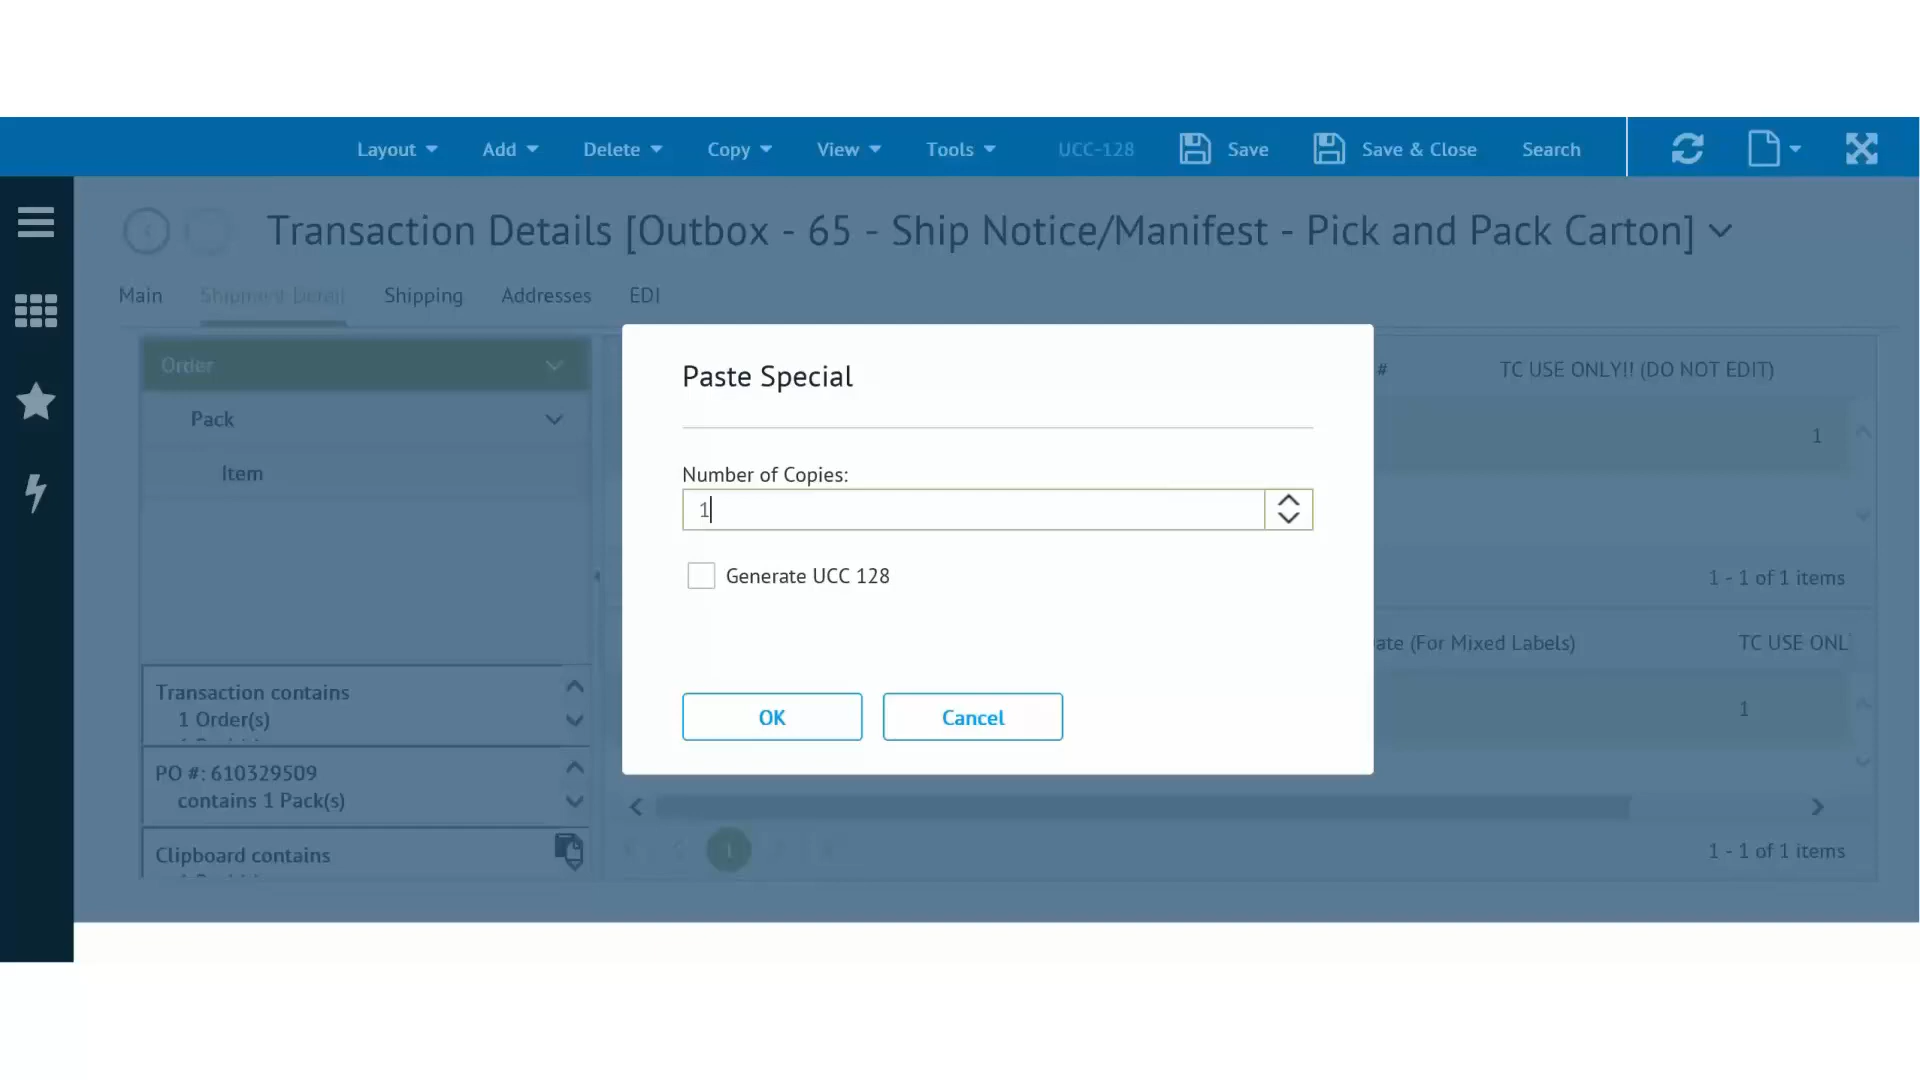 Layout Add Delete Copy View Tools UCC-128 Save Save & Close Search
Transaction Details [Outbox - 65 - Ship Notice/Manifest - Pick and Pack Carton]
Main Shipment Detail Shipping Addresses EDI
Order
Pack
Item
Transaction contains
1 Order(s)
PO #: 610329509
contains 1 Pack(s)
Clipboard contains
Paste Special
Number of Copies:
1
Generate UCC 128
OK Cancel
# TC USE ONLY!! (DO NOT EDIT)
1
1 - 1 of 1 items
ate (For Mixed Labels) TC USE ONL
1
1
1 - 1 of 1 items